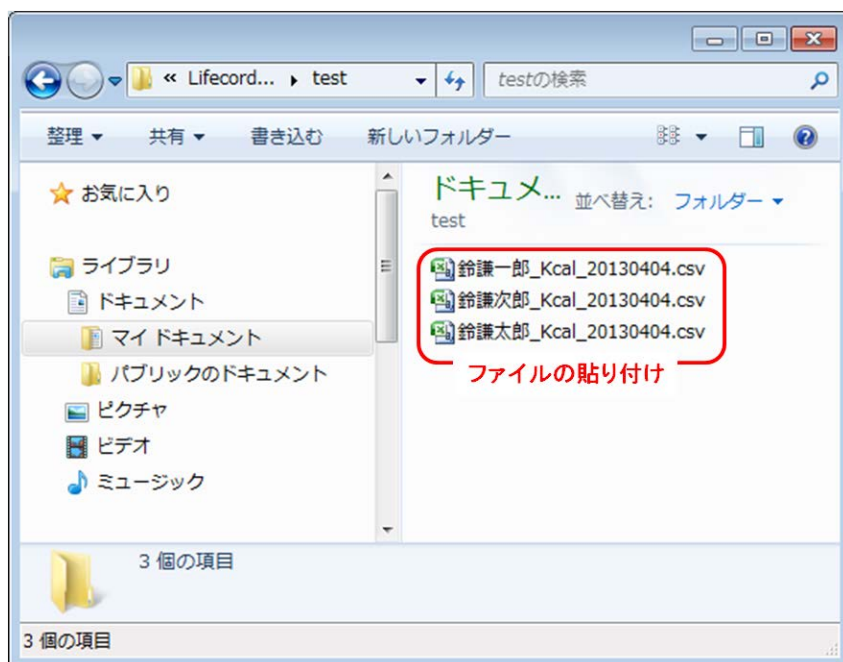 « Lifecord... ▸ test
testの検索
整理 ▼ 共有 ▼ 書き込む 新しいフォルダー
お気に入り
ライブラリ
ドキュメント
マイ ドキュメント
パブリックのドキュメント
ピクチャ
ビデオ
ミュージック
ドキュメ...
並べ替え: フォルダー ▼
test
鈴謙一郎_Kcal_20130404.csv
鈴謙次郎_Kcal_20130404.csv
鈴謙太郎_Kcal_20130404.csv
ファイルの貼り付け
3 個の項目
3 個の項目